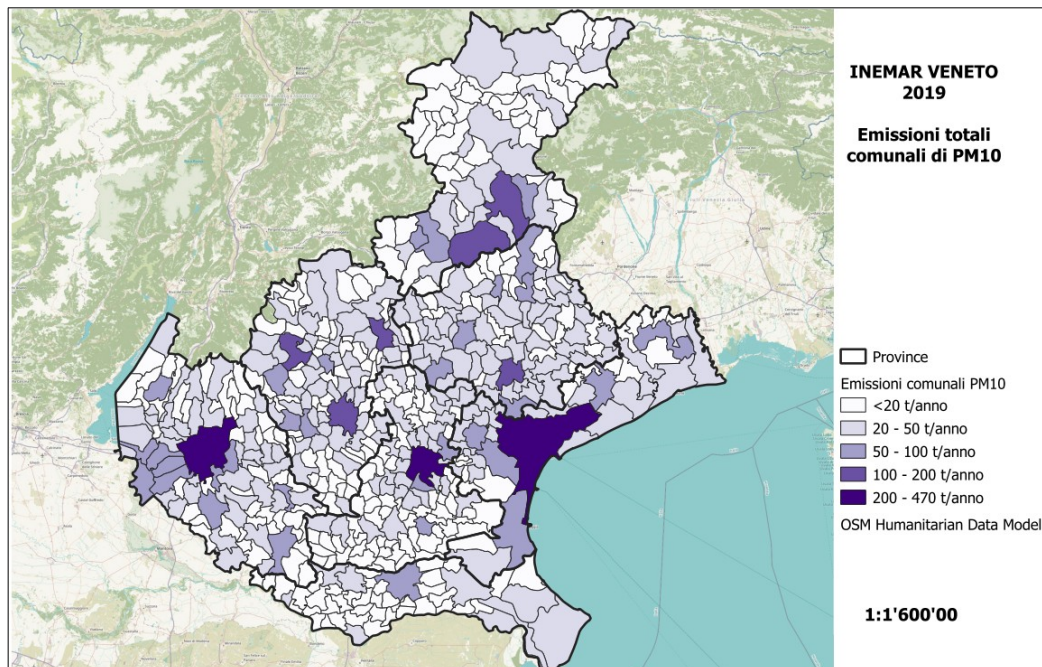 INEMAR VENETO
2019
Emissioni totali
comunali di PM10
Province
Emissioni comunali PM10
<20 t/anno
20 - 50 t/anno
50 - 100 t/anno
100 - 200 t/anno
200 - 470 t/anno
OSM Humanitarian Data Model
1:1'600'00